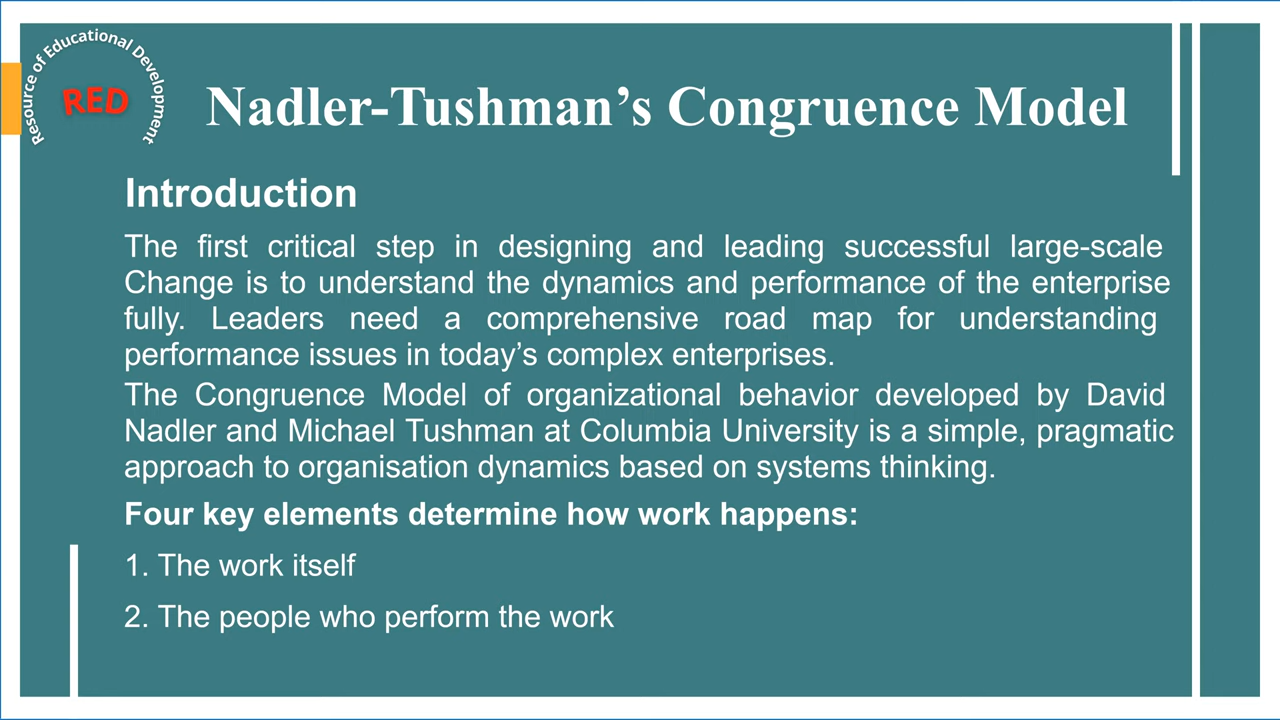 Resource of Educational Development
RED
Nadler-Tushman’s Congruence Model
Introduction
The first critical step in designing and leading successful large-scale
Change is to understand the dynamics and performance of the enterprise
fully. Leaders need a comprehensive road map for understanding
performance issues in today’s complex enterprises.
The Congruence Model of organizational behavior developed by David
Nadler and Michael Tushman at Columbia University is a simple, pragmatic
approach to organisation dynamics based on systems thinking.
Four key elements determine how work happens:
1. The work itself
2. The people who perform the work